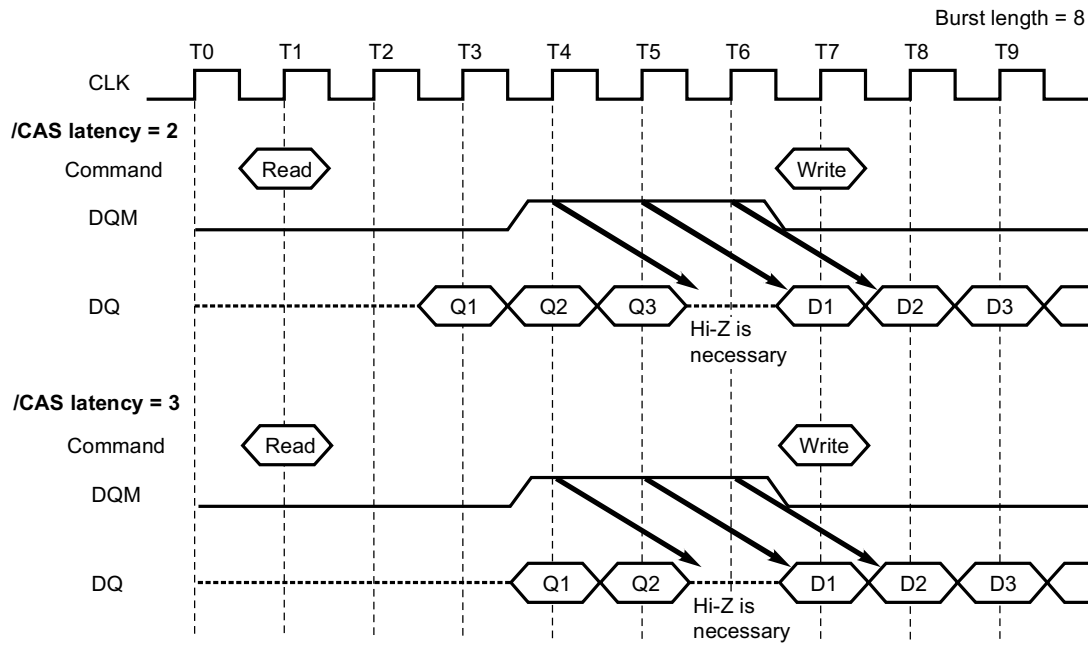 Burst length = 8
T0 T1 T2 T3 T4 T5 T6 T7 T8 T9
CLK
/CAS latency = 2
Command Read Write
DQM
DQ Q1 Q2 Q3 D1 D2 D3
Hi-Z is
necessary
/CAS latency = 3
Command Read Write
DQM
DQ Q1 Q2 D1 D2 D3
Hi-Z is
necessary